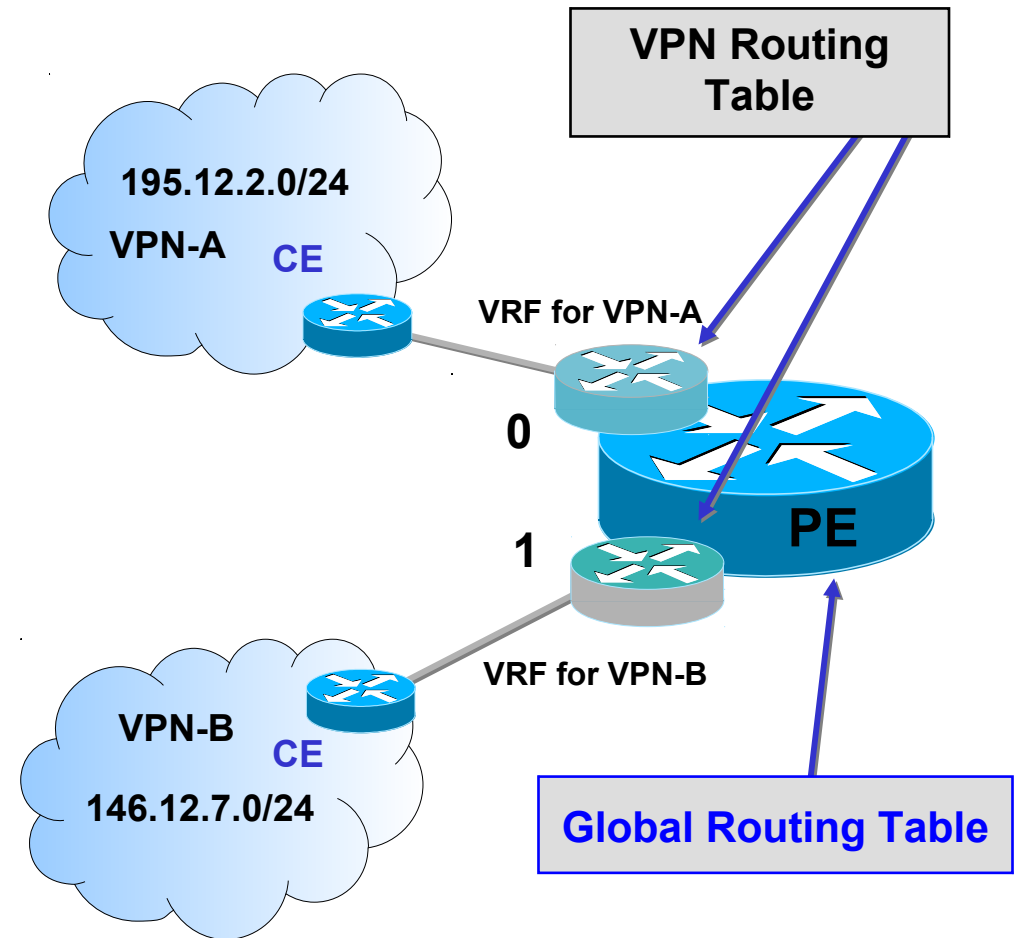 VPN Routing
Table
195.12.2.0/24
VPN-A
CE
VRF for VPN-A
0
PE
1
VRF for VPN-B
VPN-B
CE
146.12.7.0/24
Global Routing Table